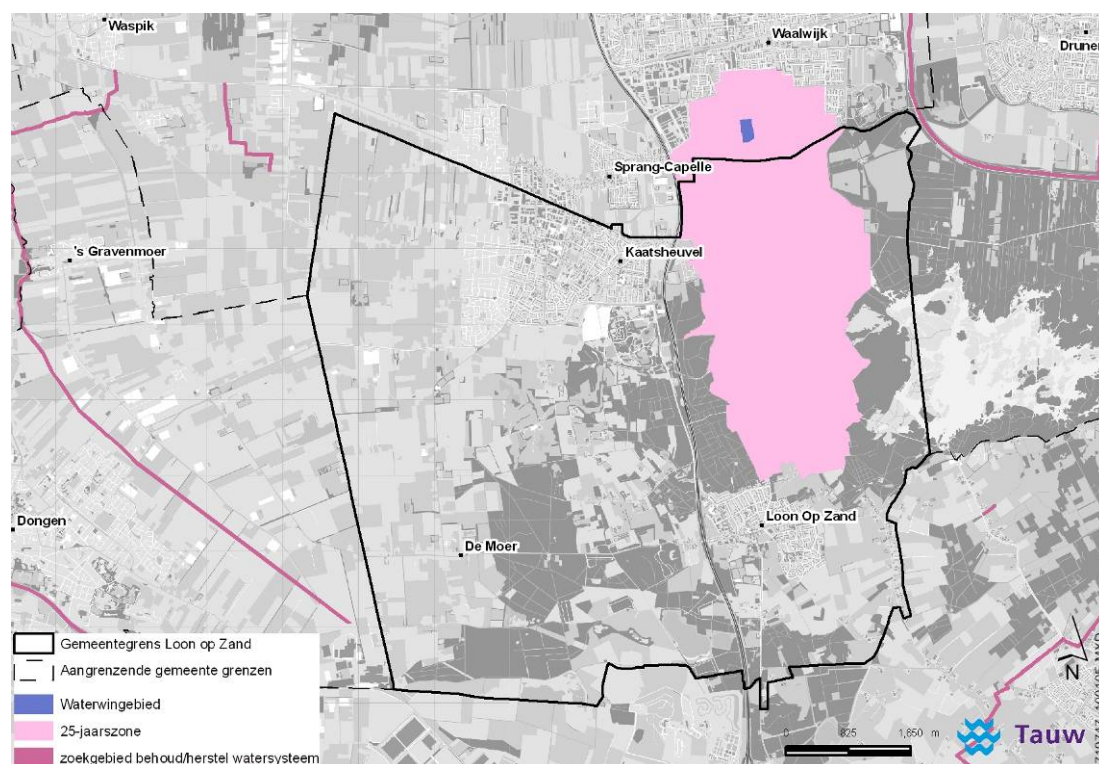 Waspik
Waalwijk
Drunen
Sprang-Capelle
's Gravenmoer
Kaatsheuvel
Dongen
Loon Op Zand
De Moer
Gemeentegrens Loon op Zand
Aangrenzende gemeente grenzen
Waterwingebied
25-jaarszone
zoekgebied behoud/herstel watersysteem
N
0 825 1,650 m
Tauw